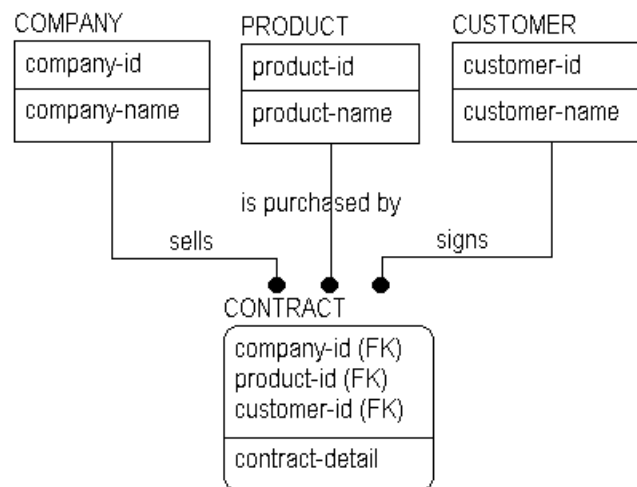 COMPANY
company-id
company-name
PRODUCT
product-id
product-name
CUSTOMER
customer-id
customer-name
is purchased by
sells
signs
CONTRACT
company-id (FK)
product-id (FK)
customer-id (FK)
contract-detail